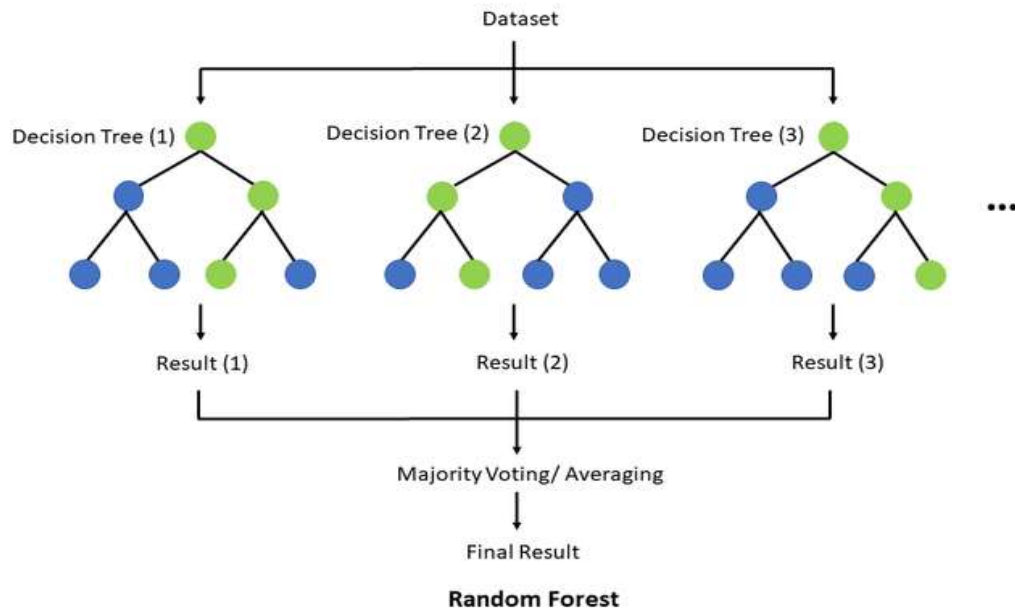 Dataset
Decision Tree (1)
Decision Tree (2)
Decision Tree (3)
...
Result (1)
Result (2)
Result (3)
Majority Voting/ Averaging
Final Result
Random Forest